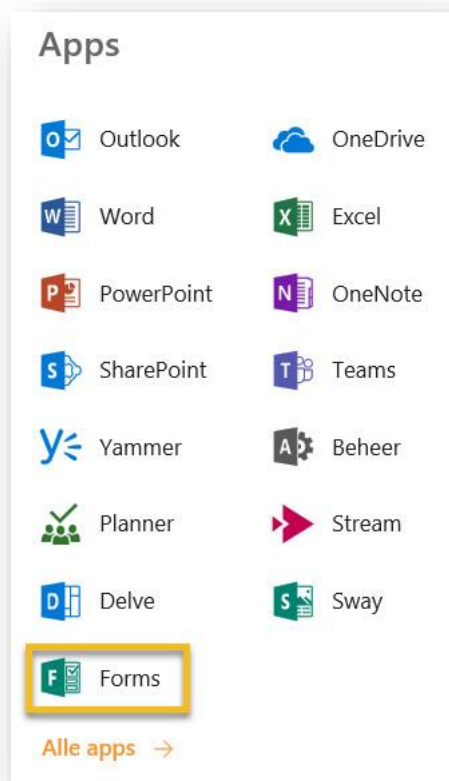 Apps
Outlook OneDrive
Word Excel
PowerPoint OneNote
SharePoint Teams
Yammer Beheer
Planner Stream
Delve Sway
Forms
Alle apps →